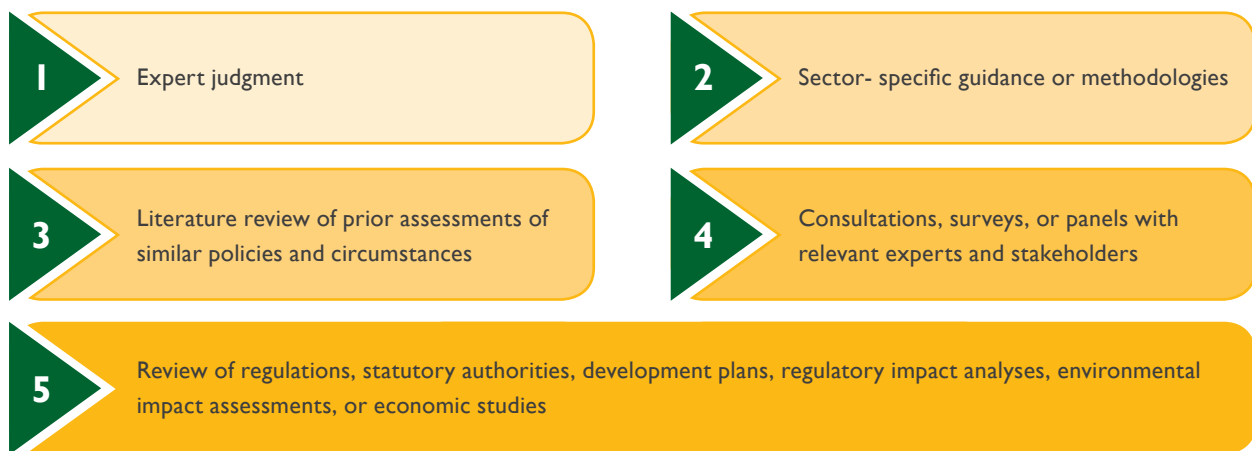 1
Expert judgment
2
Sector- specific guidance or methodologies
3
Literature review of prior assessments of
similar policies and circumstances
4
Consultations, surveys, or panels with
relevant experts and stakeholders
5
Review of regulations, statutory authorities, development plans, regulatory impact analyses, environmental
impact assessments, or economic studies